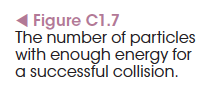 ◀ Figure C1.7
The number of particles
with enough energy for
a successful collision.